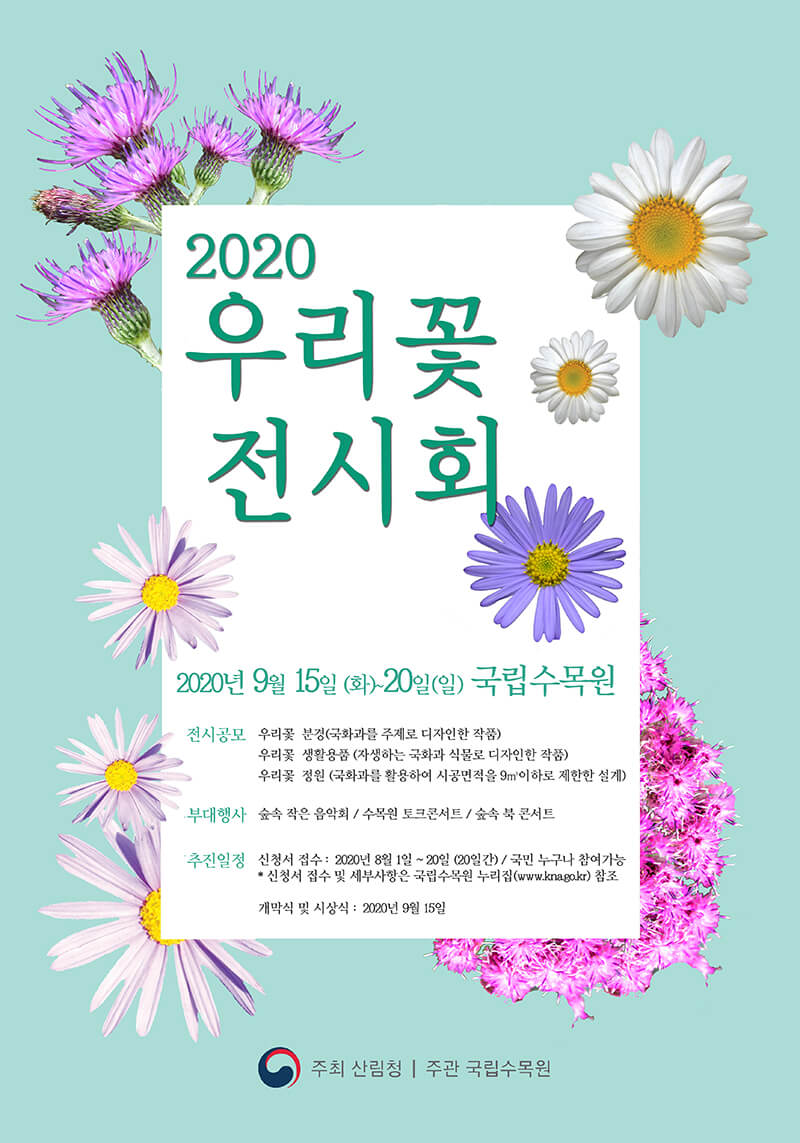 2020
우리꽃
전시회
2020년 9월 15일 (화)~20일(일) 국립수목원
전시공모 우리꽃 분경(국화과를 주제로 디자인한 작품)
우리꽃 생활용품 (자생하는 국화과 식물로 디자인한 작품)
우리꽃 정원 (국화과를 활용하여 시공면적을 9㎡이하로 제한한 설계)
부대행사 숲속 작은 음악회 / 수목원 토크콘서트 / 숲속 북 콘서트
추진일정 신청서 접수 : 2020년 8월 1일 ~ 20일 (20일간) / 국민 누구나 참여가능
* 신청서 접수 및 세부사항은 국립수목원 누리집(www.kna.go.kr) 참조
개막식 및 시상식 : 2020년 9월 15일
주최 산림청 | 주관 국립수목원